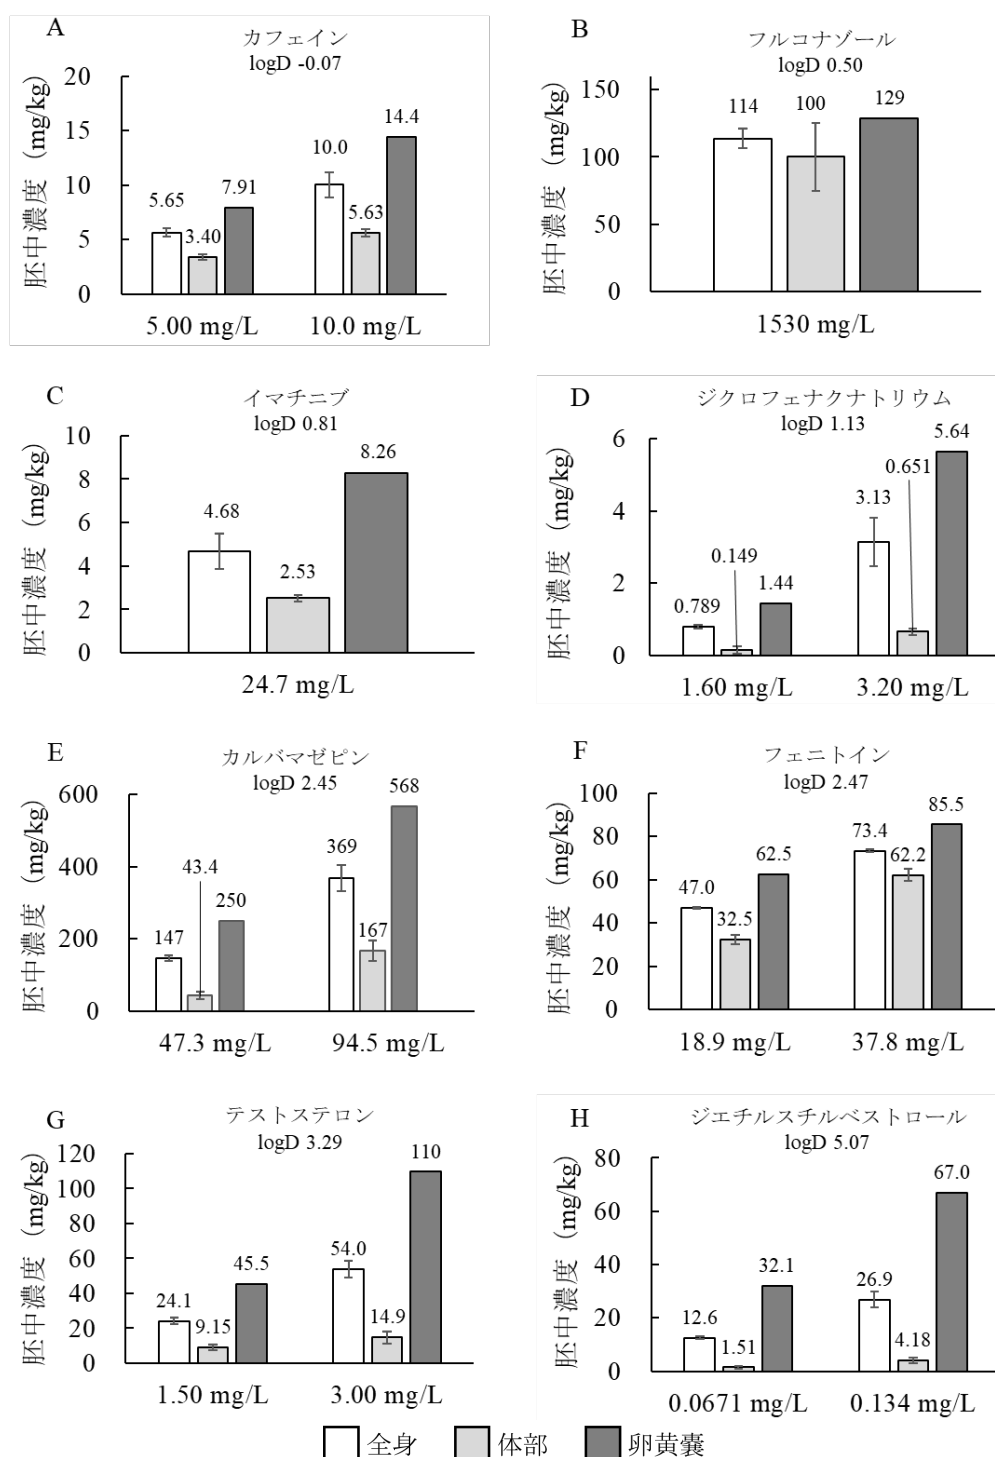 A
カフェイン
logD -0.07
胚中濃度 (mg/kg)
20
15
10
5
0
5.65
3.40
7.91
10.0
5.63
14.4
5.00 mg/L
10.0 mg/L
B
フルコナゾール
logD 0.50
胚中濃度 (mg/kg)
150
100
50
0
114
100
129
1530 mg/L
C
イマチニブ
logD 0.81
胚中濃度 (mg/kg)
10
8
6
4
2
0
4.68
2.53
8.26
24.7 mg/L
D
ジクロフェナクナトリウム
logD 1.13
胚中濃度 (mg/kg)
6
4
2
0
0.789
0.149
1.44
3.13
0.651
5.64
1.60 mg/L
3.20 mg/L
E
カルバマゼピン
logD 2.45
胚中濃度 (mg/kg)
600
400
200
0
147
43.4
250
369
167
568
47.3 mg/L
94.5 mg/L
F
フェニトイン
logD 2.47
胚中濃度 (mg/kg)
100
80
60
40
20
0
47.0
32.5
62.5
73.4
62.2
85.5
18.9 mg/L
37.8 mg/L
G
テストステロン
logD 3.29
胚中濃度 (mg/kg)
120
100
80
60
40
20
0
24.1
9.15
45.5
54.0
14.9
110
1.50 mg/L
3.00 mg/L
H
ジエチルスチルベストロール
logD 5.07
胚中濃度 (mg/kg)
80
60
40
20
0
12.6
1.51
32.1
26.9
4.18
67.0
0.0671 mg/L
0.134 mg/L
全身
体部
卵黄嚢